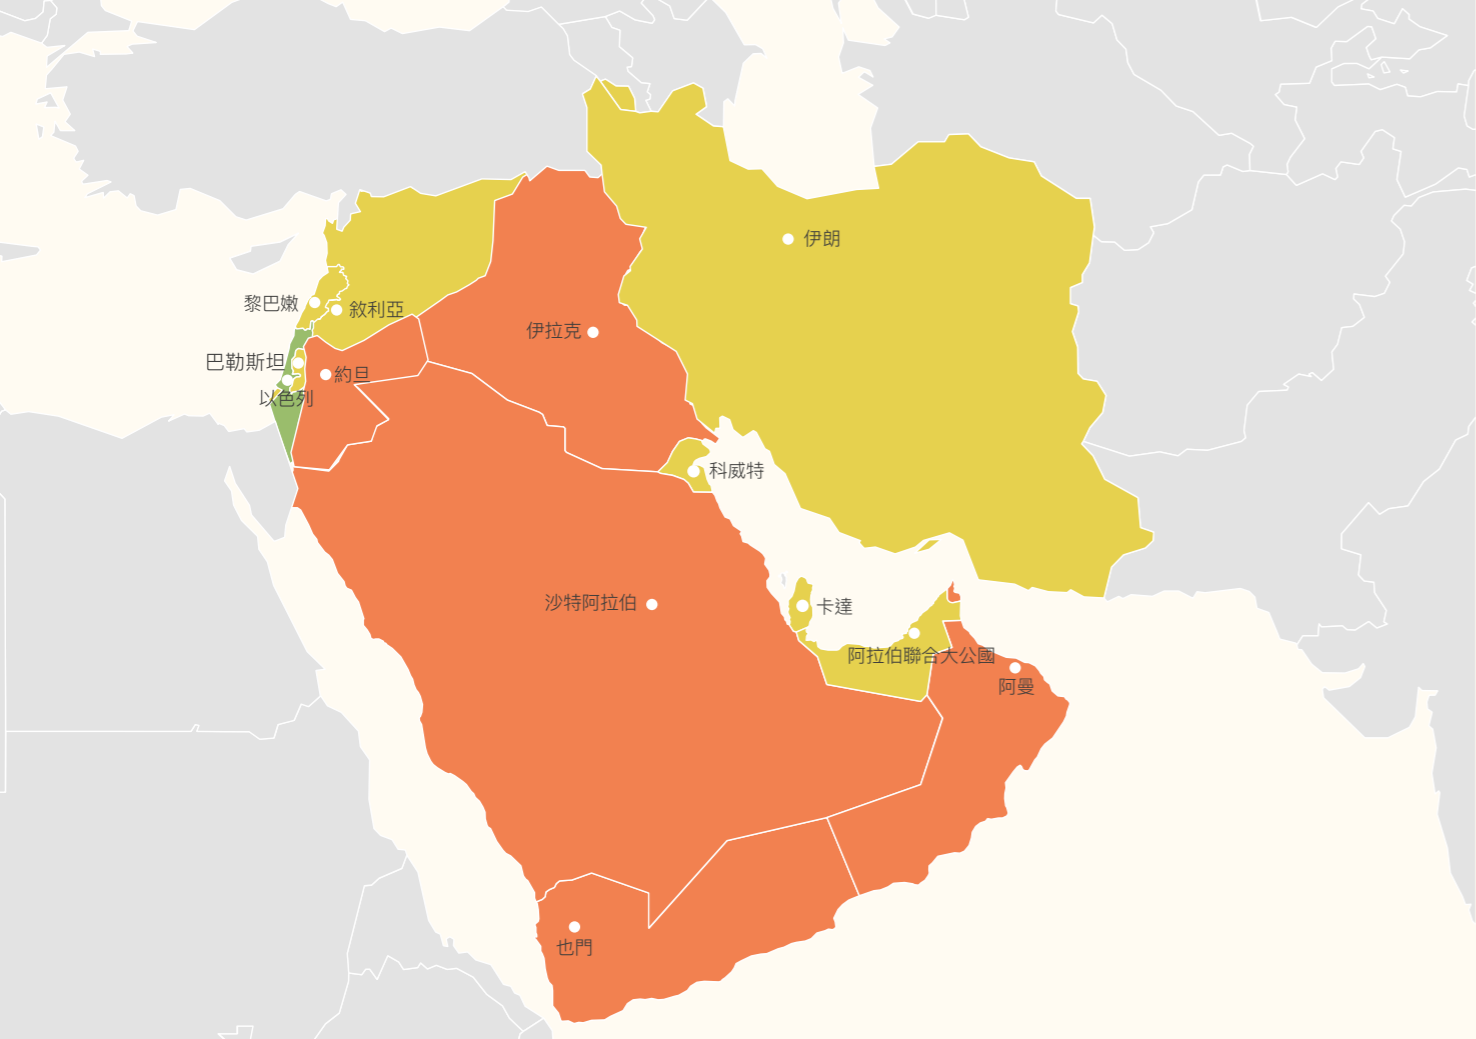 伊朗
黎巴嫩
敘利亞
伊拉克
巴勒斯坦
約旦
以色列
科威特
沙特阿拉伯
卡達
阿拉伯聯合大公國
阿曼
也門